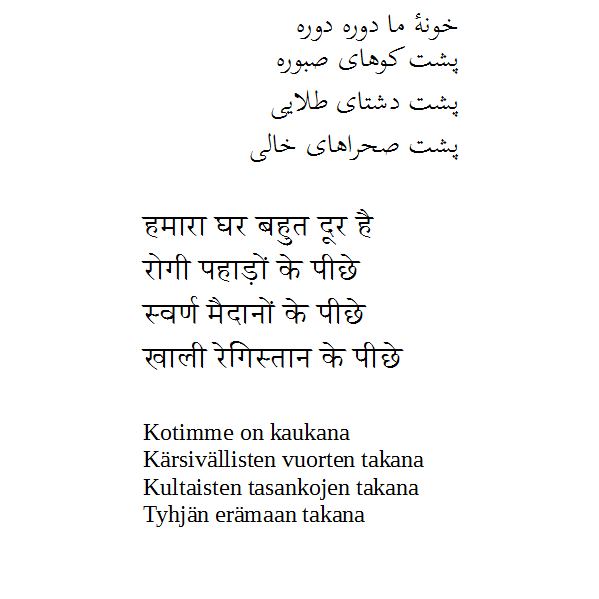 خونهٔ ما دوره دوره
پشت کوهای صبوره
پشت دشتای طلایی
پشت صحراهای خالی
हमारा घर बहुत दूर है
रोगी पहाड़ों के पीछे
स्वर्ण मैदानों के पीछे
खाली रेगिस्तान के पीछे
Kotimme on kaukana
Kärsivällisten vuorten takana
Kultaisten tasankojen takana
Tyhjän erämaan takana